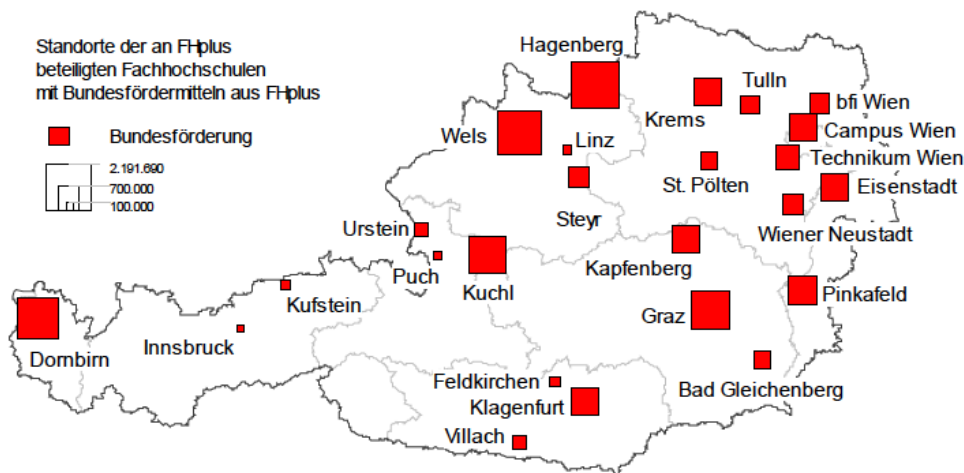 Standorte der an FHplus
beteiligten Fachhochschulen
mit Bundesfördermitteln aus FHplus
Bundesförderung
2.191.690
700.000
100.000
Hagenberg
Tulln
bfi Wien
Krems
Campus Wien
Wels
Linz
Technikum Wien
St. Pölten
Eisenstadt
Steyr
Urstein
Wiener Neustadt
Puch
Kapfenberg
Kuchl
Kufstein
Pinkafeld
Graz
Innsbruck
Dornbirn
Feldkirchen
Bad Gleichenberg
Klagenfurt
Villach